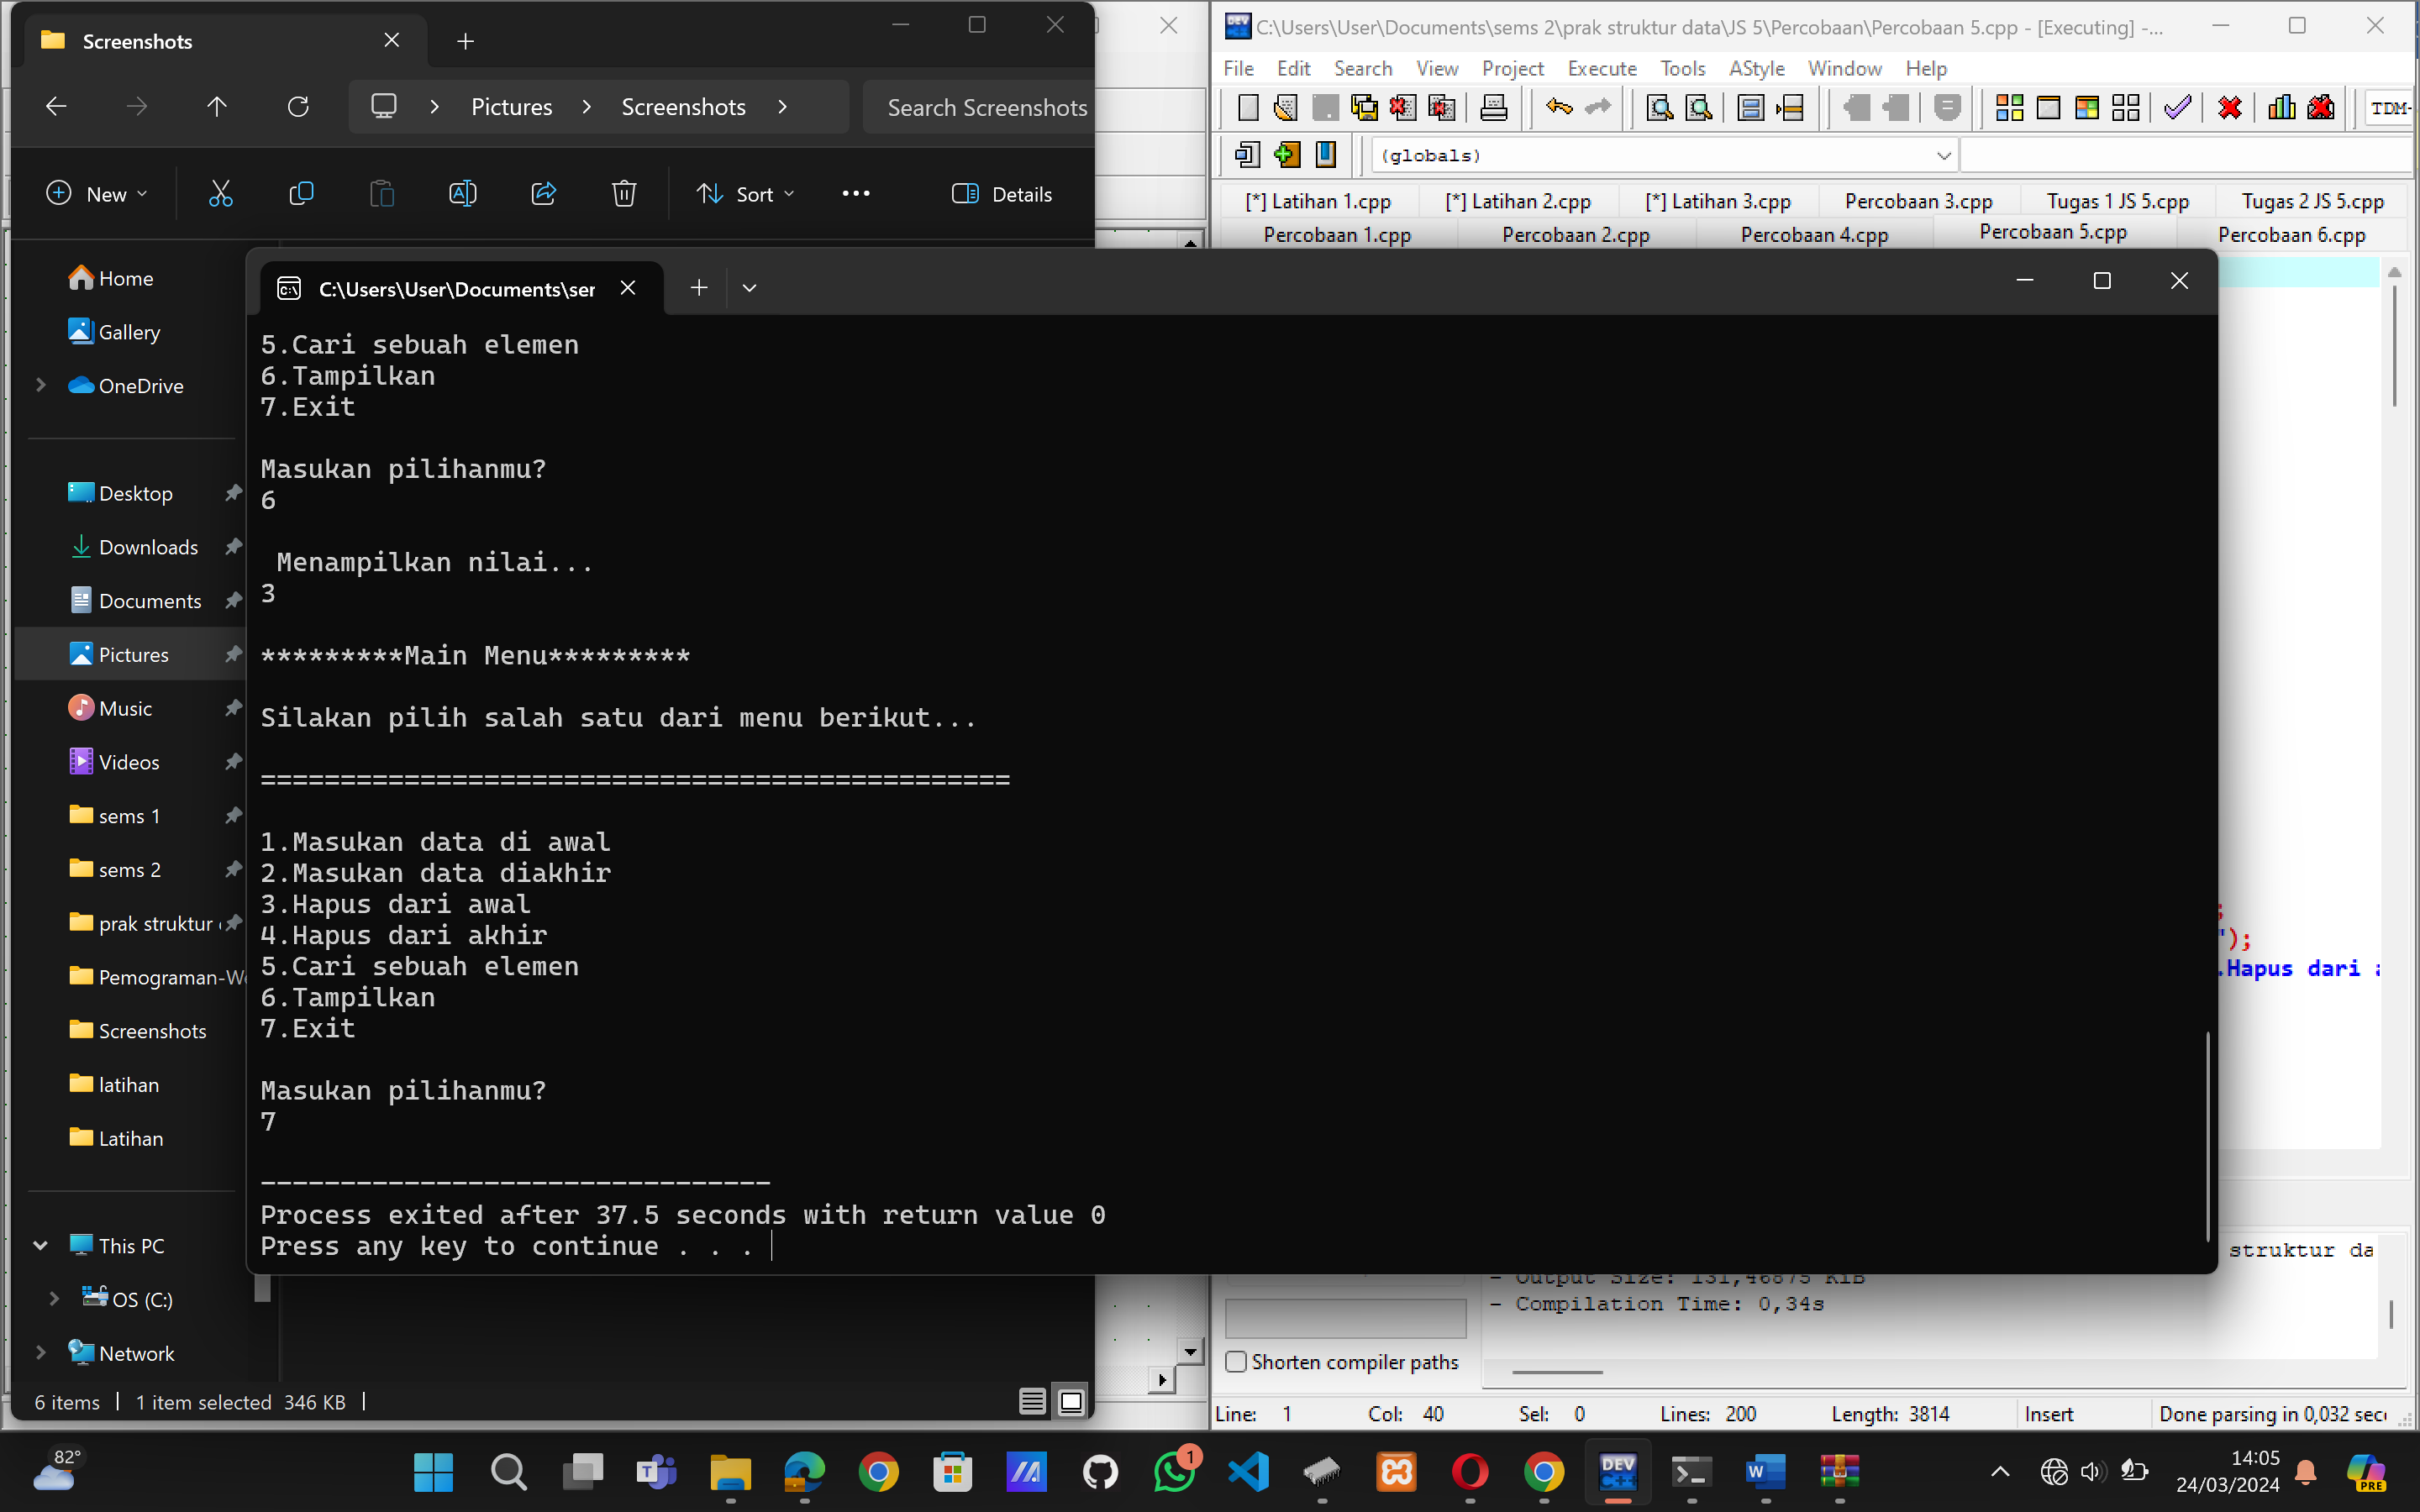 Screenshots
Pictures
Screenshots
Search Screenshots
New
Sort
Details
Home
Gallery
OneDrive
Desktop
Downloads
Documents
Pictures
Music
Videos
sems 1
sems 2
prak struktur
Pemograman-We
Screenshots
latihan
Latihan
This PC
OS (C:)
Network
6 items
1 item selected 346 KB
C:\Users\User\Documents\sems 2\prak struktur data\JS 5\Percobaan\Percobaan 5.cpp - [Executing] -...
File Edit Search View Project Execute Tools AStyle Window Help
TDM-
(globals)
[*] Latihan 1.cpp [*] Latihan 2.cpp [*] Latihan 3.cpp Percobaan 3.cpp Tugas 1 JS 5.cpp Tugas 2 JS 5.cpp
Percobaan 1.cpp Percobaan 2.cpp Percobaan 4.cpp Percobaan 5.cpp Percobaan 6.cpp
C:\Users\User\Documents\ser
5.Cari sebuah elemen
6.Tampilkan
7.Exit
Masukan pilihanmu?
6
Menampilkan nilai...
3
*********Main Menu*********
Silakan pilih salah satu dari menu berikut...
===============================================
1.Masukan data di awal
2.Masukan data diakhir
3.Hapus dari awal
4.Hapus dari akhir
5.Cari sebuah elemen
6.Tampilkan
7.Exit
Masukan pilihanmu?
7
--------------------------------
Process exited after 37.5 seconds with return value 0
Press any key to continue . . .
;
");
.Hapus dari a
struktur da
- Output Size: 131,46875 KiB
- Compilation Time: 0,34s
Shorten compiler paths
Line: 1 Col: 40 Sel: 0 Lines: 200 Length: 3814 Insert Done parsing in 0,032 sec
82°
DEV C++
1
14:05
24/03/2024
PRE